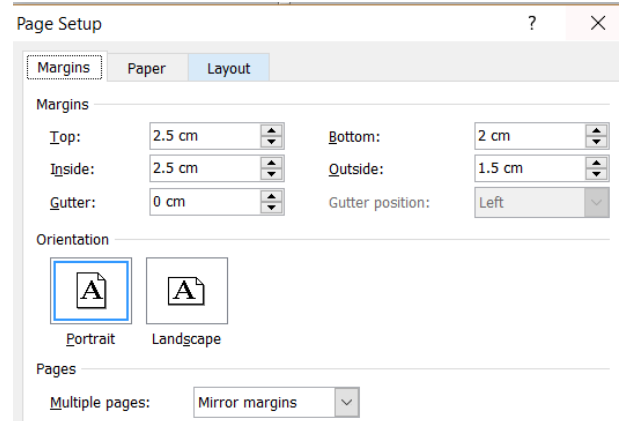 Page Setup ?
Margins Paper Layout
Margins
Top: 2.5 cm Bottom: 2 cm
Inside: 2.5 cm Outside: 1.5 cm
Gutter: 0 cm Gutter position: Left
Orientation
A A
Portrait Landscape
Pages
Multiple pages: Mirror margins